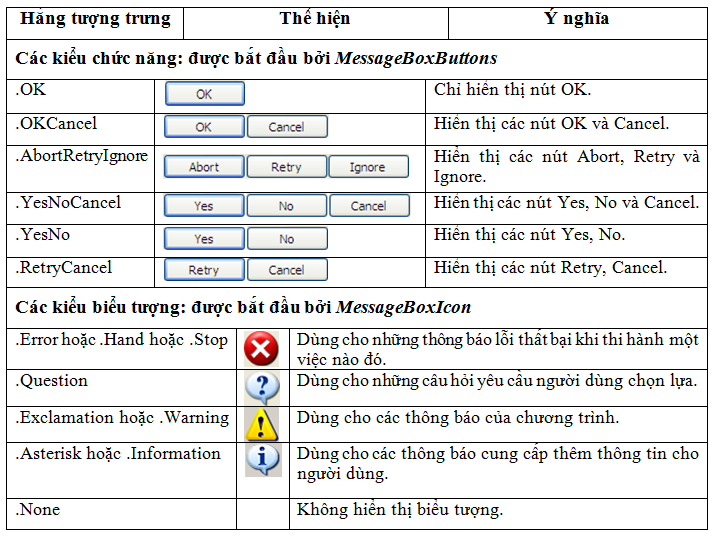 Hằng tượng trưng Thể hiện Ý nghĩa
Các kiểu chức năng: được bắt đầu bởi MessageBoxButtons
.OK OK Chỉ hiển thị nút OK.
.OKCancel OK Cancel Hiển thị các nút OK và Cancel.
.AbortRetryIgnore Abort Retry Ignore Hiển thị các nút Abort, Retry và
Ignore.
.YesNoCancel Yes No Cancel Hiển thị các nút Yes, No và Cancel.
.YesNo Yes No Hiển thị các nút Yes, No.
.RetryCancel Retry Cancel Hiển thị các nút Retry, Cancel.
Các kiểu biểu tượng: được bắt đầu bởi MessageBoxIcon
.Error hoặc .Hand hoặc .Stop Dùng cho những thông báo lỗi thất bại khi thi hành một
việc nào đó.
.Question Dùng cho những câu hỏi yêu cầu người dùng chọn lựa.
.Exclamation hoặc .Warning Dùng cho các thông báo của chương trình.
.Asterisk hoặc .Information Dùng cho các thông báo cung cấp thêm thông tin cho
người dùng.
.None Không hiển thị biểu tượng.